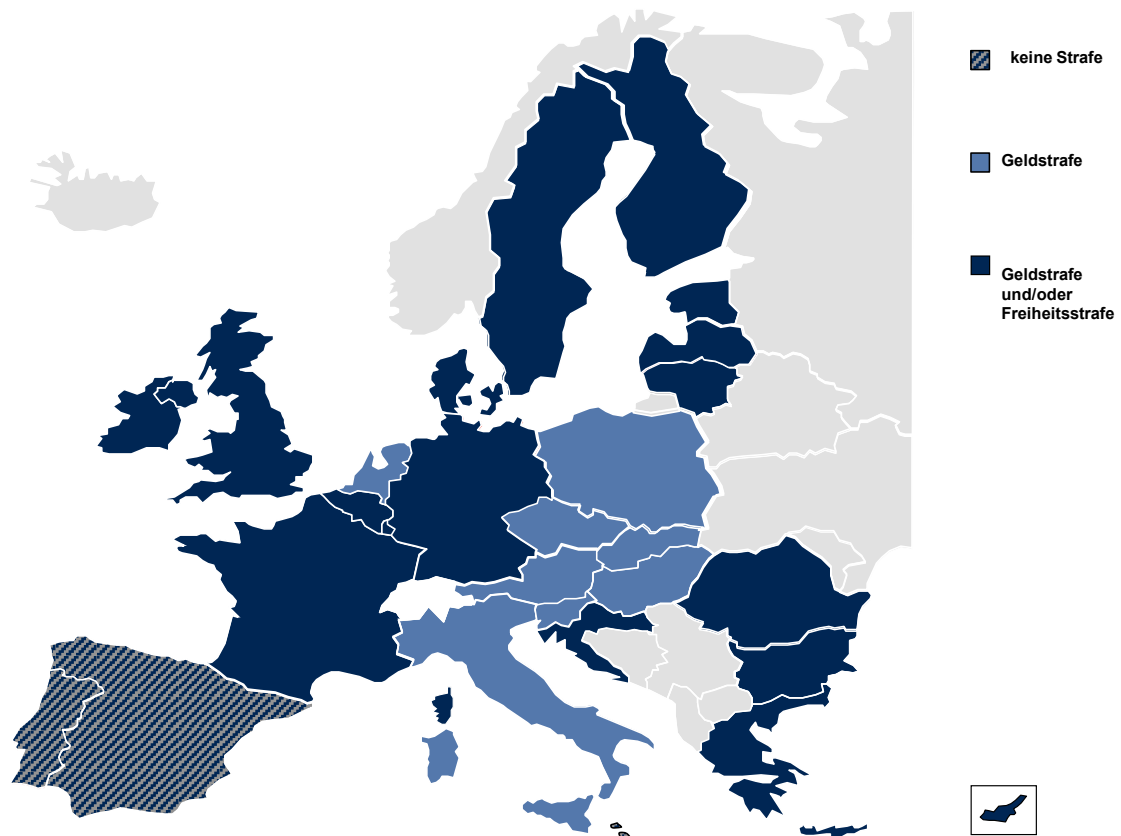 keine Strafe
Geldstrafe
Geldstrafe
und/oder
Freiheitsstrafe